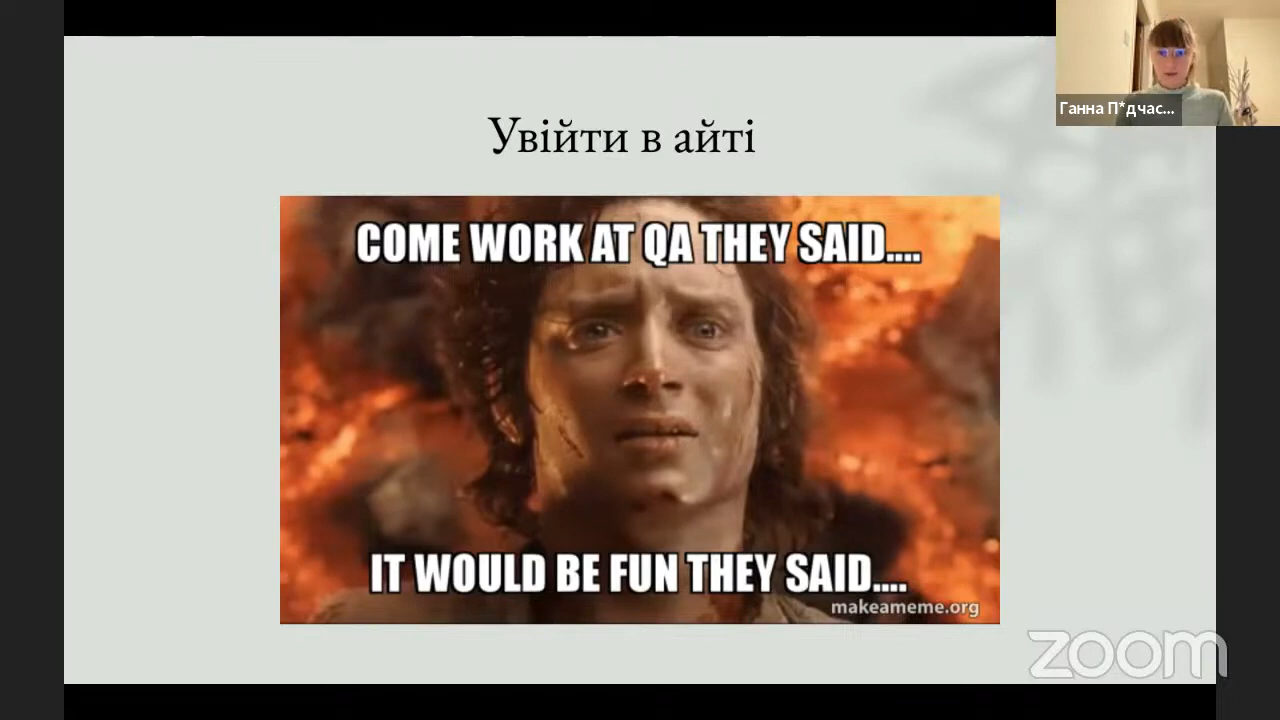 Ганна П*дчас...
Увійти в айті
COME WORK AT QA THEY SAID....
IT WOULD BE FUN THEY SAID....
makeameme.org
zoom